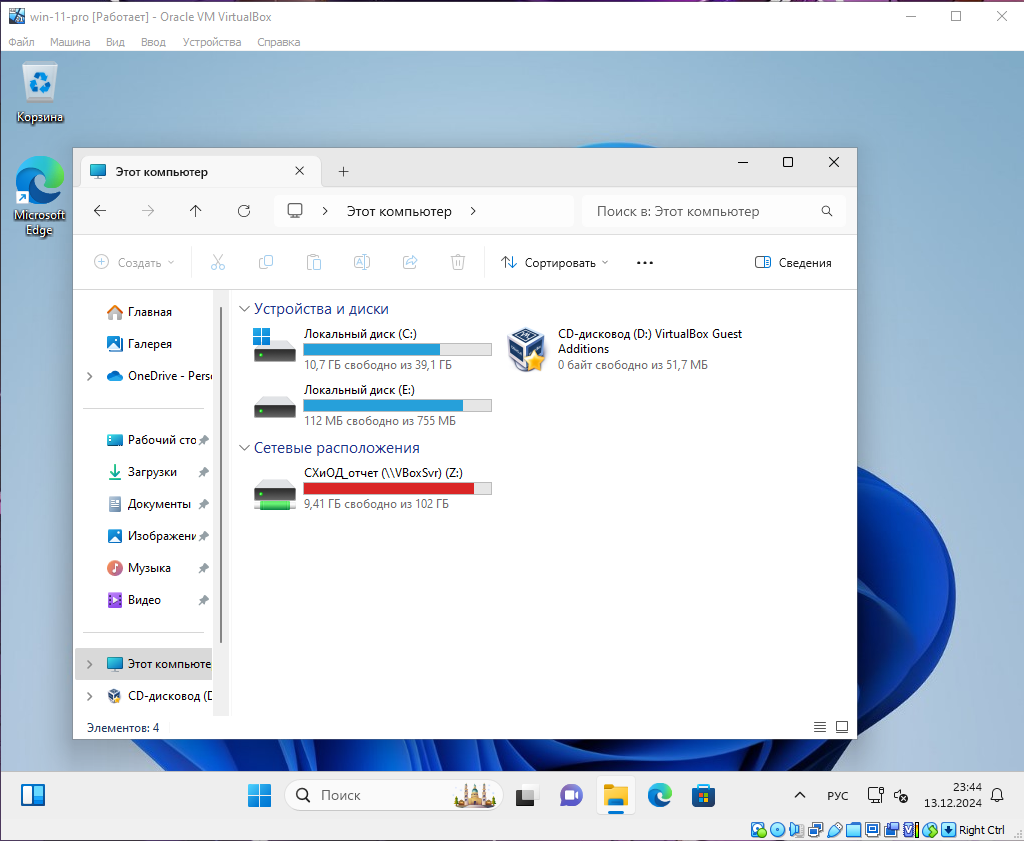 win-11-pro [Работает] - Oracle VM VirtualBox
Файл Машина Вид Ввод Устройства Справка
Корзина
Microsoft
Edge
Этот компьютер
Этот компьютер
Поиск в: Этот компьютер
Создать
Сортировать
Сведения
Главная
Галерея
OneDrive - Perso
Рабочий сто
Загрузки
Документы
Изображени
Музыка
Видео
Этот компьюте
CD-дисковод (D
Устройства и диски
Локальный диск (C:)
10,7 ГБ свободно из 39,1 ГБ
CD-дисковод (D:) VirtualBox Guest
Additions
0 байт свободно из 51,7 МБ
Локальный диск (E:)
112 МБ свободно из 755 МБ
Сетевые расположения
СХиОД_отчет (\\VBoxSvr) (Z:)
9,41 ГБ свободно из 102 ГБ
Элементов: 4
Поиск
РУС
23:44
13.12.2024
Right Ctrl